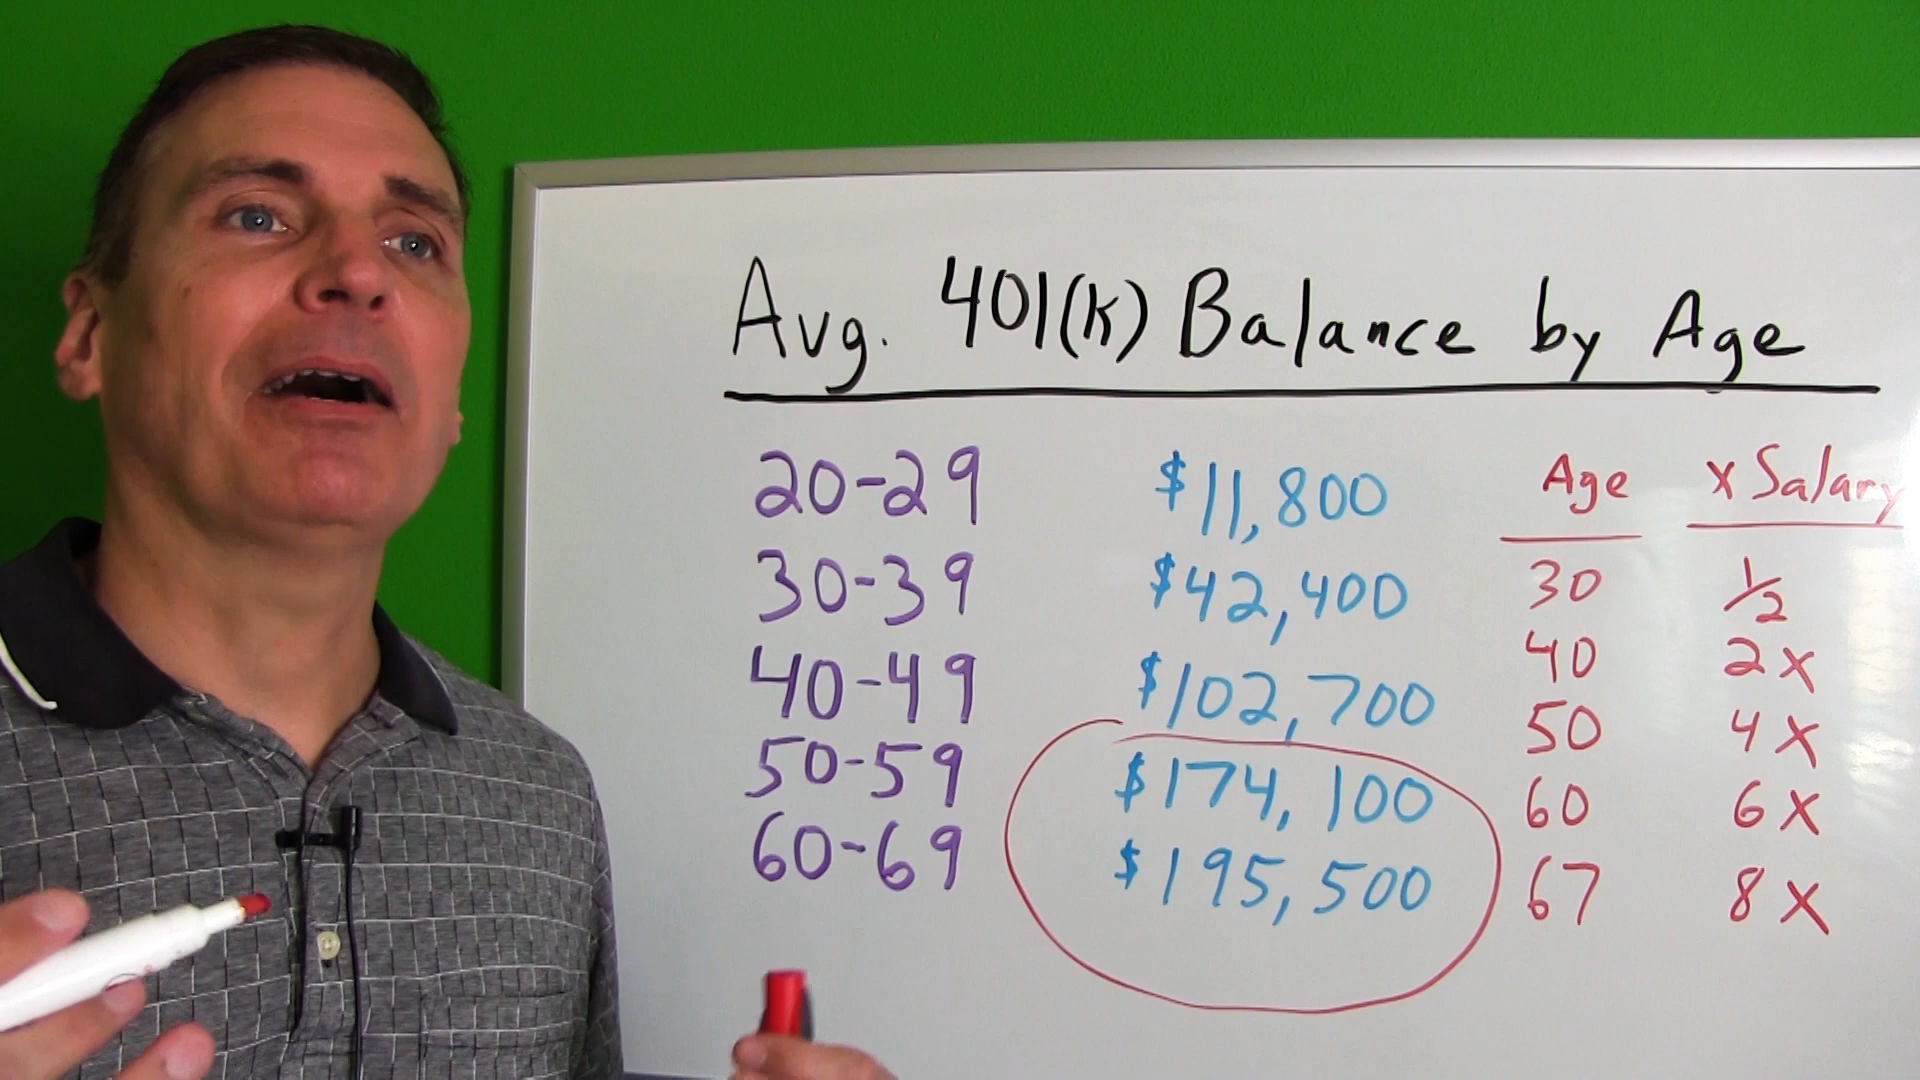 Avg. 401(k) Balance by Age
20-29 $11,800
30-39 $42,400
40-49 $102,700
50-59 $174,100
60-69 $195,500
Age x Salary
30 1/2
40 2x
50 4x
60 6x
67 8x